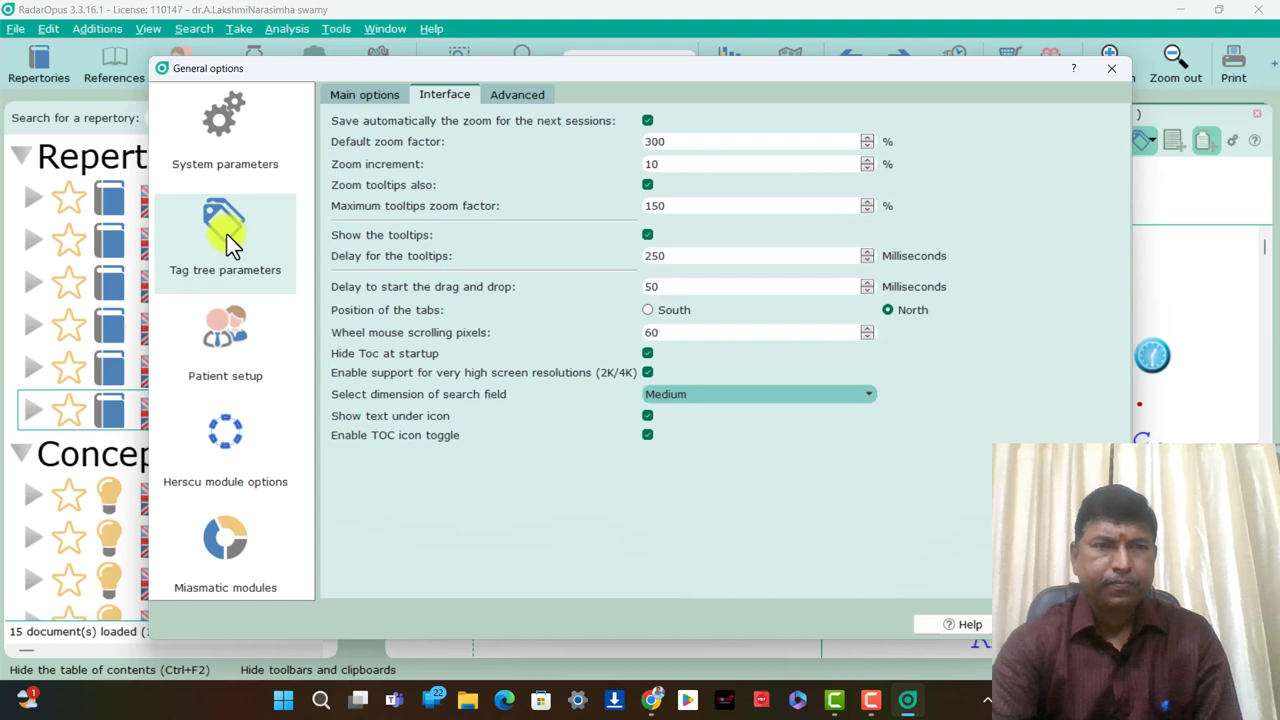 RadarOpus 3.3.16.1 - License: 110147 - dr.A.LakshmiNarasimha swamy
File Edit Additions View Search Take Analysis Tools Window Help
Repertories References Zoom out Print
General options
Search for a repertory:
Repert
Concep
15 document(s) loaded (
System parameters
Tag tree parameters
Patient setup
Herscu module options
Miasmatic modules
Main options Interface Advanced
Save automatically the zoom for the next sessions:
Default zoom factor: 300 %
Zoom increment: 10 %
Zoom tooltips also:
Maximum tooltips zoom factor: 150 %
Show the tooltips:
Delay for the tooltips: 250 Milliseconds
Delay to start the drag and drop: 50 Milliseconds
Position of the tabs: South North
Wheel mouse scrolling pixels: 60
Hide Toc at startup
Enable support for very high screen resolutions (2K/4K)
Select dimension of search field Medium
Show text under icon
Enable TOC icon toggle
Help
Hide the table of contents (Ctrl+F2) Hide toolbars and clipboards
1
22